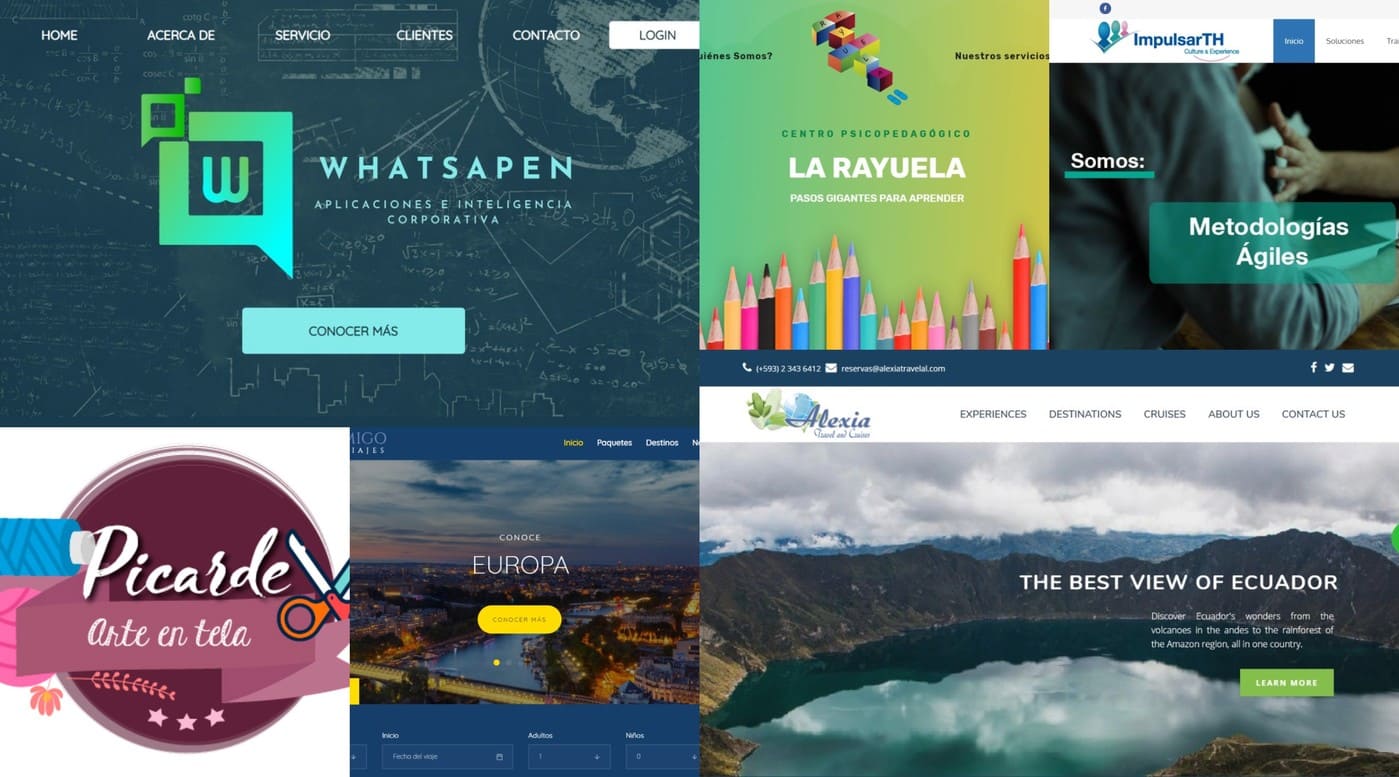 HOME ACERCA DE SERVICIO CLIENTES CONTACTO LOGIN
WHATSAPEN
APLICACIONES E INTELIGENCIA
CORPORATIVA
CONOCER MÁS
uiénes Somos? Nuestros servicios
RAYUELA
CENTRO PSICOPEDAGÓGICO
LA RAYUELA
PASOS GIGANTES PARA APRENDER
ImpulsarTH
Culture & Experience
Inicio Soluciones Tra
Somos:
Metodologías
Ágiles
Picarde
Arte en tela
MIGO
IAJES
Inicio Paquetes Destinos N
CONOCE
EUROPA
CONOCER MÁS
Inicio Adultos Niños
Fecha del viaje 1 0
(+593) 2 343 6412 reservas@alexiatravelal.com
Alexia
Travel and Cruises
EXPERIENCES DESTINATIONS CRUISES ABOUT US CONTACT US
THE BEST VIEW OF ECUADOR
Discover Ecuador's wonders from the
volcanoes in the andes to the rainforest of
the Amazon region, all in one country.
LEARN MORE